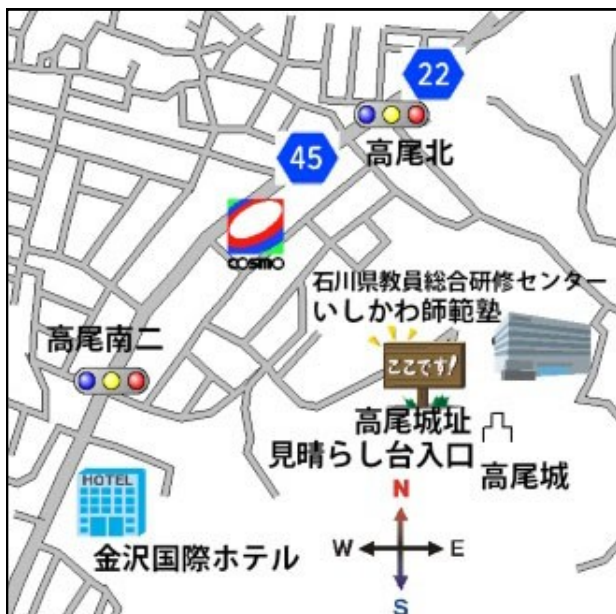 22
高尾北
45
COSMO
石川県教員総合研修センター
いしかわ師範塾
高尾南二
ここです!
高尾城址
見晴らし台入口
高尾城
HOTEL
金沢国際ホテル
N
W
E
S